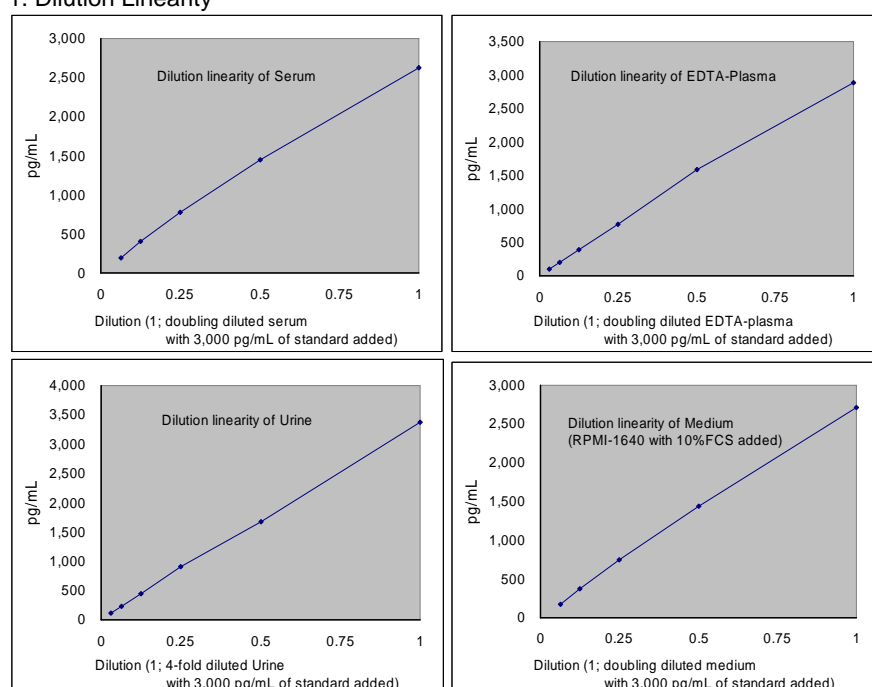 1. Dilution Linearity
3,000
2,500
2,000
1,500
1,000
500
0
pg/mL
Dilution linearity of Serum
0 0.25 0.5 0.75 1
Dilution (1; doubling diluted serum
with 3,000 pg/mL of standard added)
3,500
3,000
2,500
2,000
1,500
1,000
500
0
pg/mL
Dilution linearity of EDTA-Plasma
0 0.25 0.5 0.75 1
Dilution (1; doubling diluted EDTA-plasma
with 3,000 pg/mL of standard added)
4,000
3,500
3,000
2,500
2,000
1,500
1,000
500
0
pg/mL
Dilution linearity of Urine
0 0.25 0.5 0.75 1
Dilution (1; 4-fold diluted Urine
with 3,000 pg/mL of standard added)
3,000
2,500
2,000
1,500
1,000
500
0
pg/mL
Dilution linearity of Medium
(RPMI-1640 with 10%FCS added)
0 0.25 0.5 0.75 1
Dilution (1; doubling diluted medium
with 3,000 pg/mL of standard added)